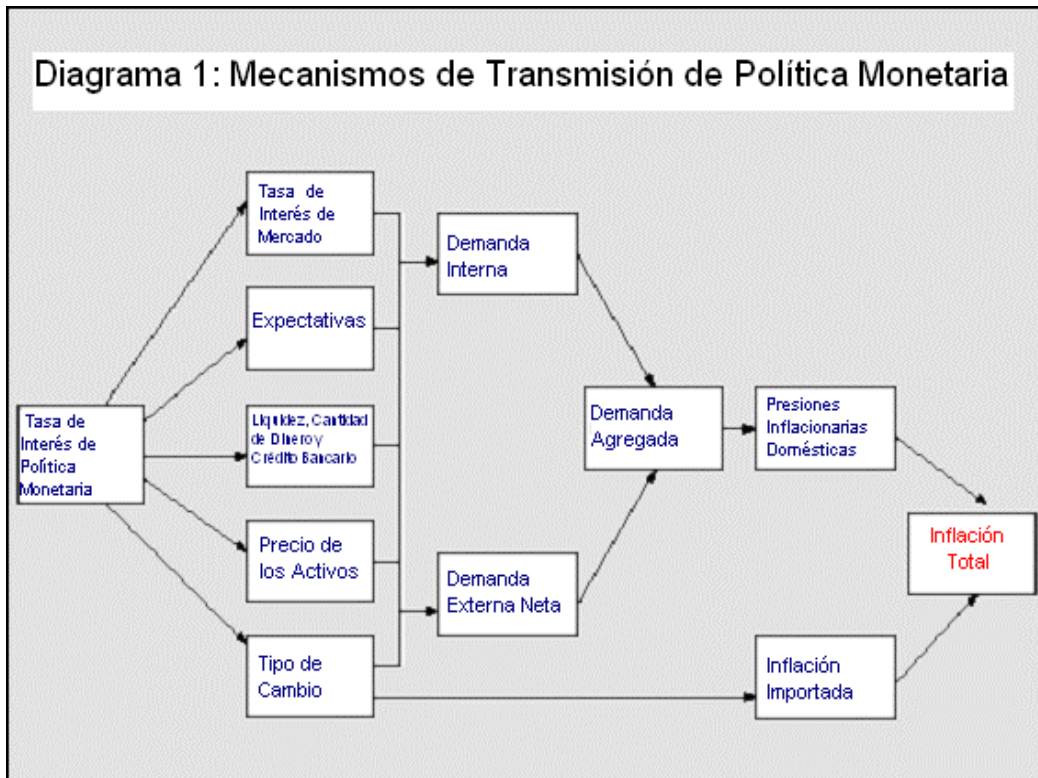 Diagrama 1: Mecanismos de Transmisión de Política Monetaria
Tasa de
Interés de
Mercado
Expectativas
Liquidez, Cantidad
de Dinero y
Crédito Bancario
Precio de
los Activos
Tipo de
Cambio
Tasa de
Interés de
Política
Monetaria
Demanda
Interna
Demanda
Externa Neta
Demanda
Agregada
Presiones
Inflacionarias
Domésticas
Inflación
Importada
Inflación
Total